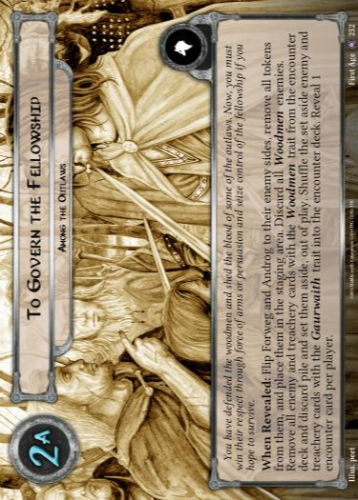 2A
To Govern the Fellowship
Among the Outlaws
You have defended the woodmen and shed the blood of some of the outlaws. Now, you must
win their respect through force of arms or persuasion and seize control of the fellowship if you
hope to survive.
When Revealed: Flip Forweg and Androg to their enemy sides, remove all tokens
from them, and place them in the staging area. Discard all Woodmen enemies.
Remove all enemy and treachery cards with the Woodmen trait from the encounter
deck and discard pile and set them aside, out of play. Shuffle the set aside enemy and
treachery cards with the Gaurwaith trait into the encounter deck. Reveal 1
encounter card per player.
Illus. peet
First Age 252